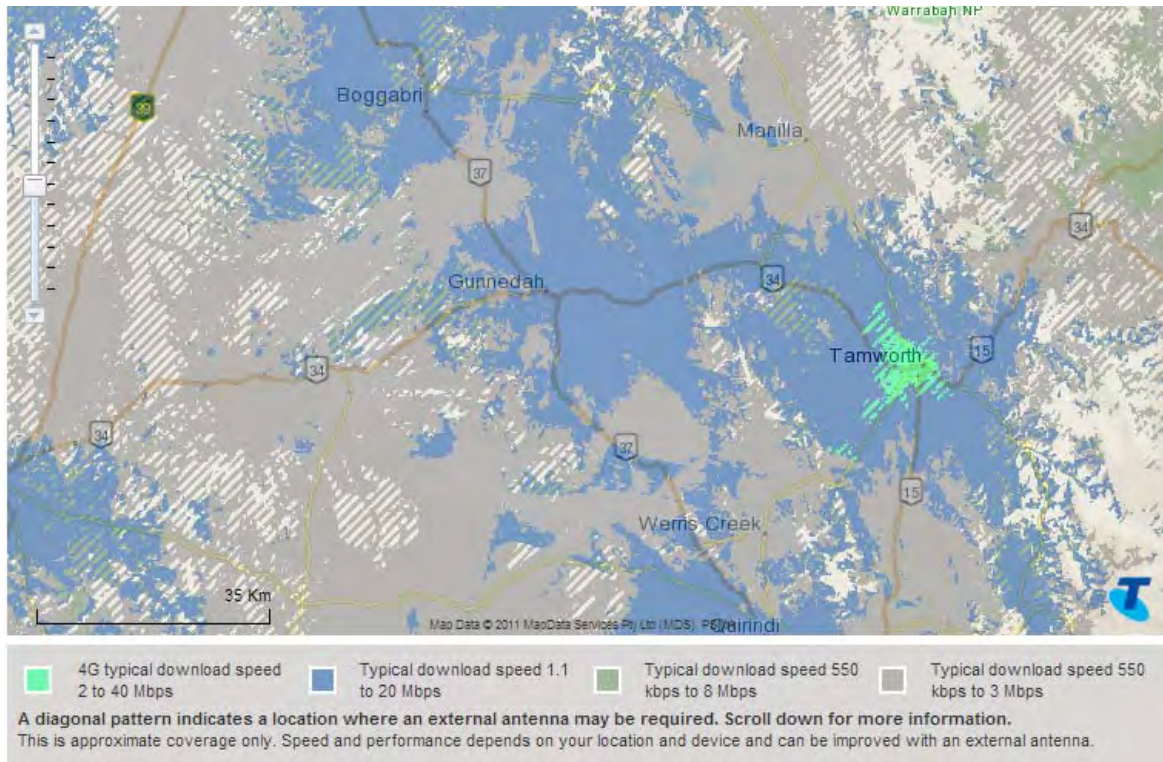 Warrabah NP
39
Boggabri
Manilla
37
34
Gunnedah
34
Tamworth
15
34
34
37
15
Werris Creek
35 Km
Map Data © 2011 MapData Services Pty Ltd (MDS)
Quirindi
T
4G typical download speed
2 to 40 Mbps
Typical download speed 1.1
to 20 Mbps
Typical download speed 550
kbps to 8 Mbps
Typical download speed 550
kbps to 3 Mbps
A diagonal pattern indicates a location where an external antenna may be required. Scroll down for more information.
This is approximate coverage only. Speed and performance depends on your location and device and can be improved with an external antenna.